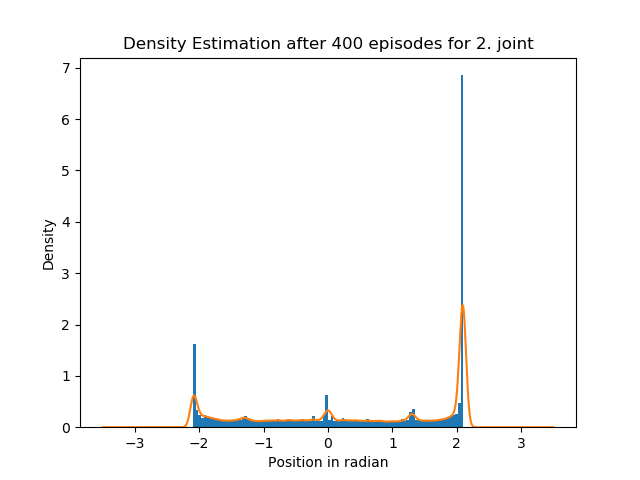 Density Estimation after 400 episodes for 2. joint
7
6
5
4
3
2
1
0
Density
−3 −2 −1 0 1 2 3
Position in radian